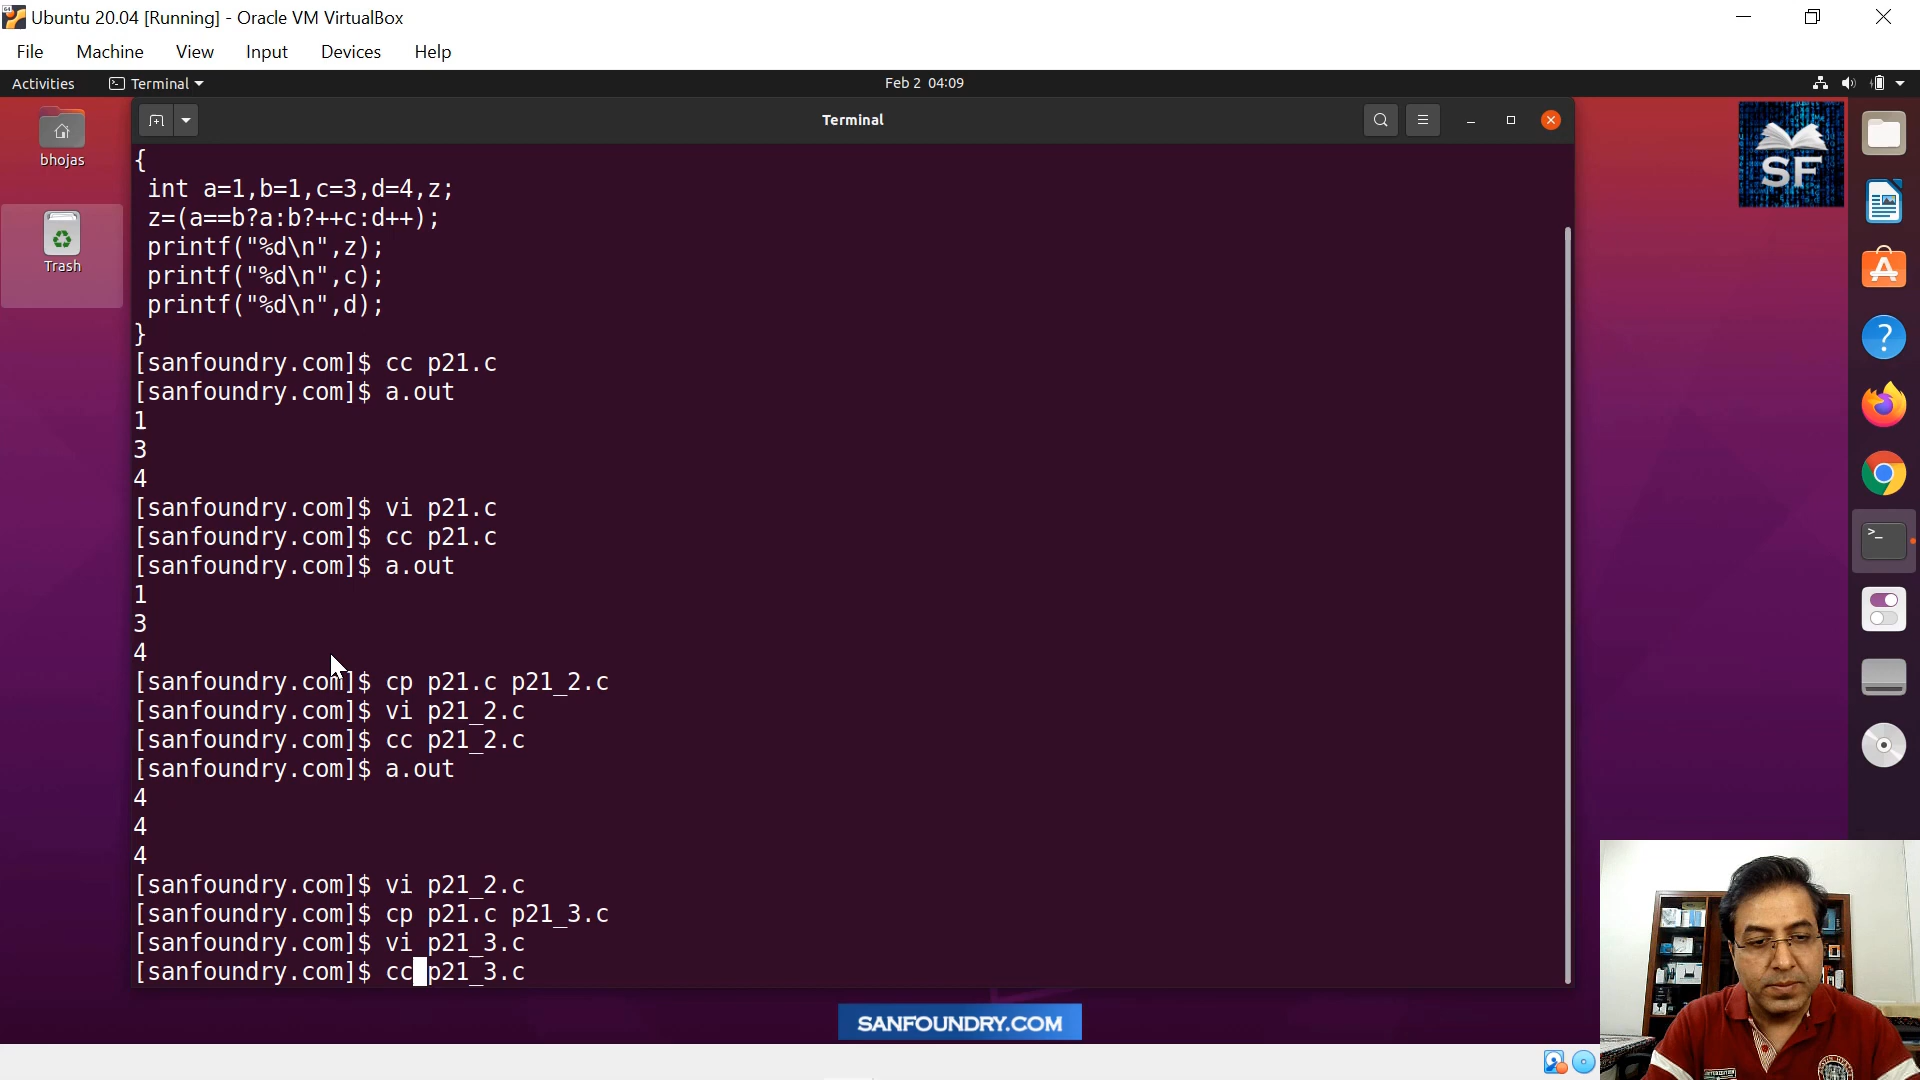 Ubuntu 20.04 [Running] - Oracle VM VirtualBox
File Machine View Input Devices Help
Activities Terminal Feb 2 04:09
Terminal
bhojas
Trash
SF
{
int a=1,b=1,c=3,d=4,z;
z=(a==b?a:b?++c:d++);
printf("%d\n",z);
printf("%d\n",c);
printf("%d\n",d);
}
[sanfoundry.com]$ cc p21.c
[sanfoundry.com]$ a.out
1
3
4
[sanfoundry.com]$ vi p21.c
[sanfoundry.com]$ cc p21.c
[sanfoundry.com]$ a.out
1
3
4
[sanfoundry.com]$ cp p21.c p21_2.c
[sanfoundry.com]$ vi p21_2.c
[sanfoundry.com]$ cc p21_2.c
[sanfoundry.com]$ a.out
4
4
4
[sanfoundry.com]$ vi p21_2.c
[sanfoundry.com]$ cp p21.c p21_3.c
[sanfoundry.com]$ vi p21_3.c
[sanfoundry.com]$ cc p21_3.c
SANFOUNDRY.COM